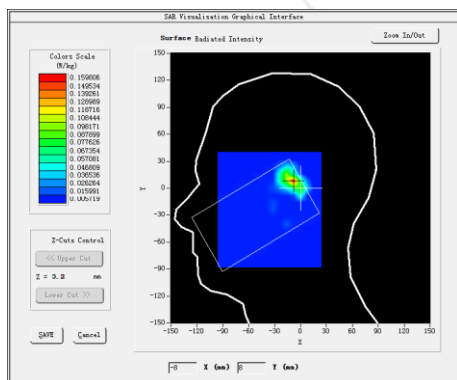 SAR Visualisation Graphical Interface
Surface Radiated Intensity
Zoom In/Out
Colors Scale
(W/kg)
0.159806
0.149534
0.139261
0.128989
0.118716
0.108444
0.098171
0.087899
0.077626
0.067354
0.057081
0.046809
0.036536
0.026264
0.015991
0.005719
150
120
90
60
30
0
-30
-60
-90
-120
-150
Y
-150 -120 -90 -60 -30 0 30 60 90 120 150
X
Z-Cuts Control
<< Upper Cut
Z = 3.2 mm
Lower Cut >>
SAVE Cancel
-8 X (mm) 8 Y (mm)